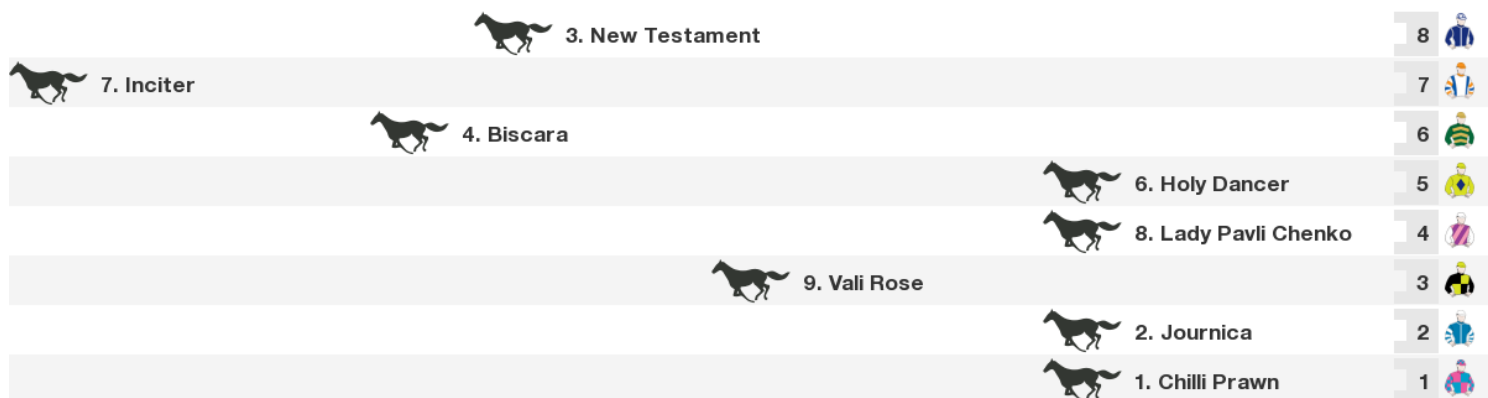 3. New Testament 8
7. Inciter 7
4. Biscara 6
6. Holy Dancer 5
8. Lady Pavli Chenko 4
9. Vali Rose 3
2. Journica 2
1. Chilli Prawn 1